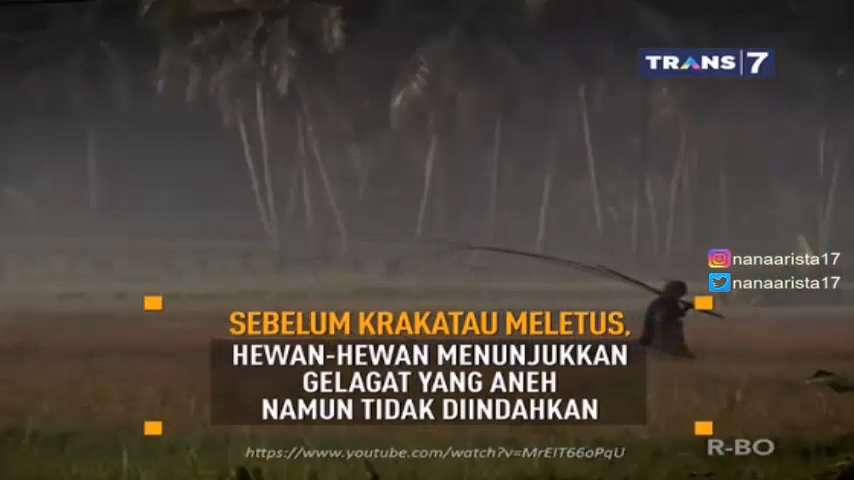 TRANS 7
nanaarista17
nanaarista17
SEBELUM KRAKATAU MELETUS,
HEWAN-HEWAN MENUNJUKKAN
GELAGAT YANG ANEH
NAMUN TIDAK DIINDAHKAN
https://www.youtube.com/watch?v=MrEIT66oPqU
R-BO